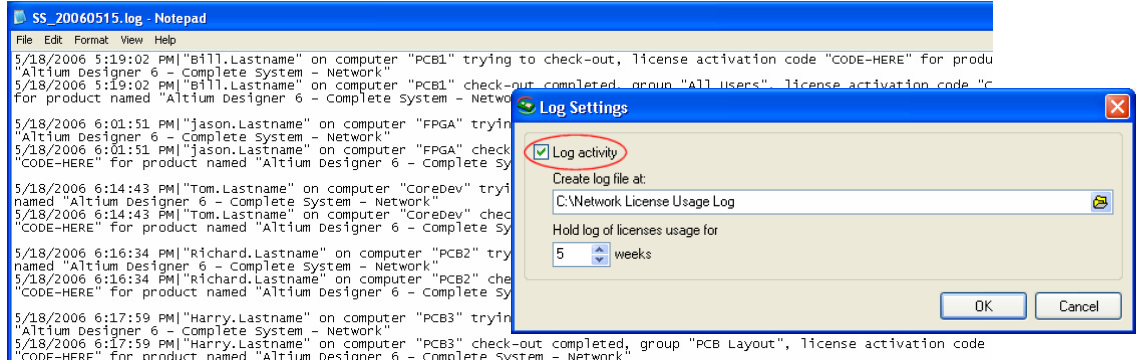 SS_20060515.log - Notepad
File Edit Format View Help
5/18/2006 5:19:02 PM|"Bill.Lastname" on computer "PCB1" trying to check-out, license activation code "CODE-HERE" for produ
"Altium Designer 6 - Complete System - Network"
5/18/2006 5:19:02 PM|"Bill.Lastname" on computer "PCB1" check-out completed, group "All Users", license activation code "C
for product named "Altium Designer 6 - Complete System - Netwo
5/18/2006 6:01:51 PM|"jason.Lastname" on computer "FPGA" tryin
"Altium Designer 6 - Complete System - Network"
5/18/2006 6:01:51 PM|"jason.Lastname" on computer "FPGA" check
"CODE-HERE" for product named "Altium Designer 6 - Complete Sy
5/18/2006 6:14:43 PM|"Tom.Lastname" on computer "CoreDev" tryi
named "Altium Designer 6 - Complete System - Network"
5/18/2006 6:14:43 PM|"Tom.Lastname" on computer "CoreDev" chec
"CODE-HERE" for product named "Altium Designer 6 - Complete Sy
5/18/2006 6:16:34 PM|"Richard.Lastname" on computer "PCB2" try
named "Altium Designer 6 - Complete System - Network"
5/18/2006 6:16:34 PM|"Richard.Lastname" on computer "PCB2" che
"CODE-HERE" for product named "Altium Designer 6 - Complete Sy
5/18/2006 6:17:59 PM|"Harry.Lastname" on computer "PCB3" tryin
"Altium Designer 6 - Complete System - Network"
5/18/2006 6:17:59 PM|"Harry.Lastname" on computer "PCB3" check-out completed, group "PCB Layout", license activation code
"CODE-HERE" for product named "Altium Designer 6 - Complete System - Network"
Log Settings
Log activity
Create log file at:
C:\Network License Usage Log
Hold log of licenses usage for
5 weeks
OK Cancel